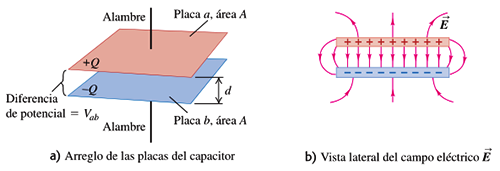 Alambre
Placa a, área A
+Q
−Q
d
Diferencia
de potencial = Vab
Alambre
Placa b, área A
a) Arreglo de las placas del capacitor
E
+ + + + + + + + + +
− − − − − − − − − −
b) Vista lateral del campo eléctrico E